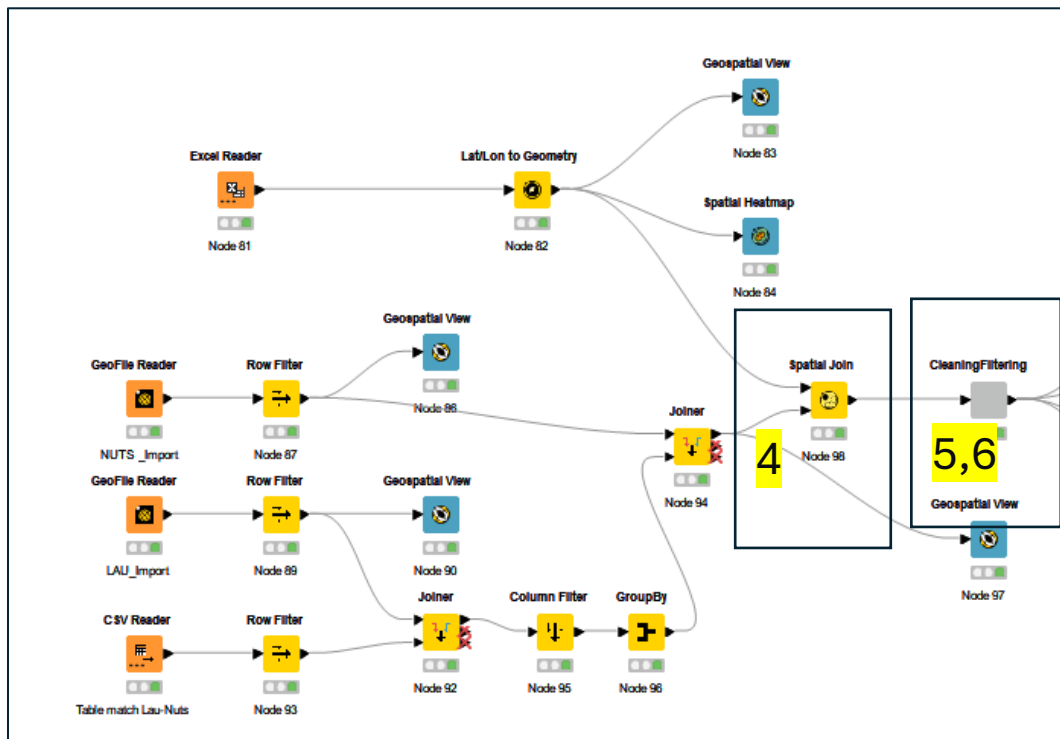 Geospatial View
Node 83
Excel Reader
Node 81
Lat/Lon to Geometry
Node 82
Spatial Heatmap
Node 84
Geospatial View
Node 86
GeoFile Reader
NUTS _Import
Row Filter
Node 87
Joiner
Node 94
Spatial Join
Node 98
4
CleaningFiltering
5,6
Geospatial View
Node 97
GeoFile Reader
LAU_Import
Row Filter
Node 89
Geospatial View
Node 90
CSV Reader
Table match Lau-Nuts
Row Filter
Node 93
Joiner
Node 92
Column Filter
Node 95
GroupBy
Node 96